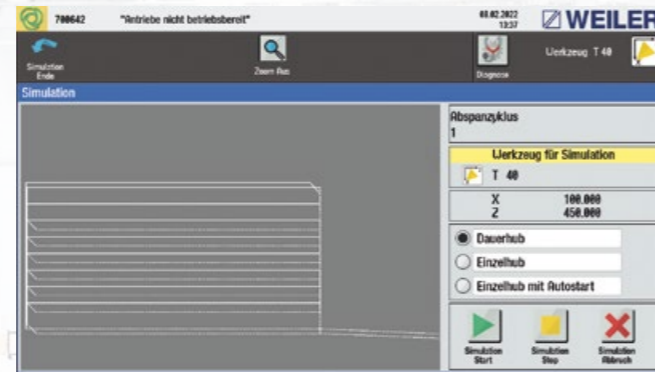 700642 "Antriebe nicht betriebsbereit" 08.02.2022
13:37 WEILER
Simulation
Ende
Zoom Aus
Diagnose
Werkzeug T 40
Simulation
Abspanzyklus
1
Werkzeug für Simulation
T 40
X 100.000
Z 450.000
Dauerhub
Einzelhub
Einzelhub mit Autostart
Simulation
Start
Simulation
Stop
Simulation
Abbruch